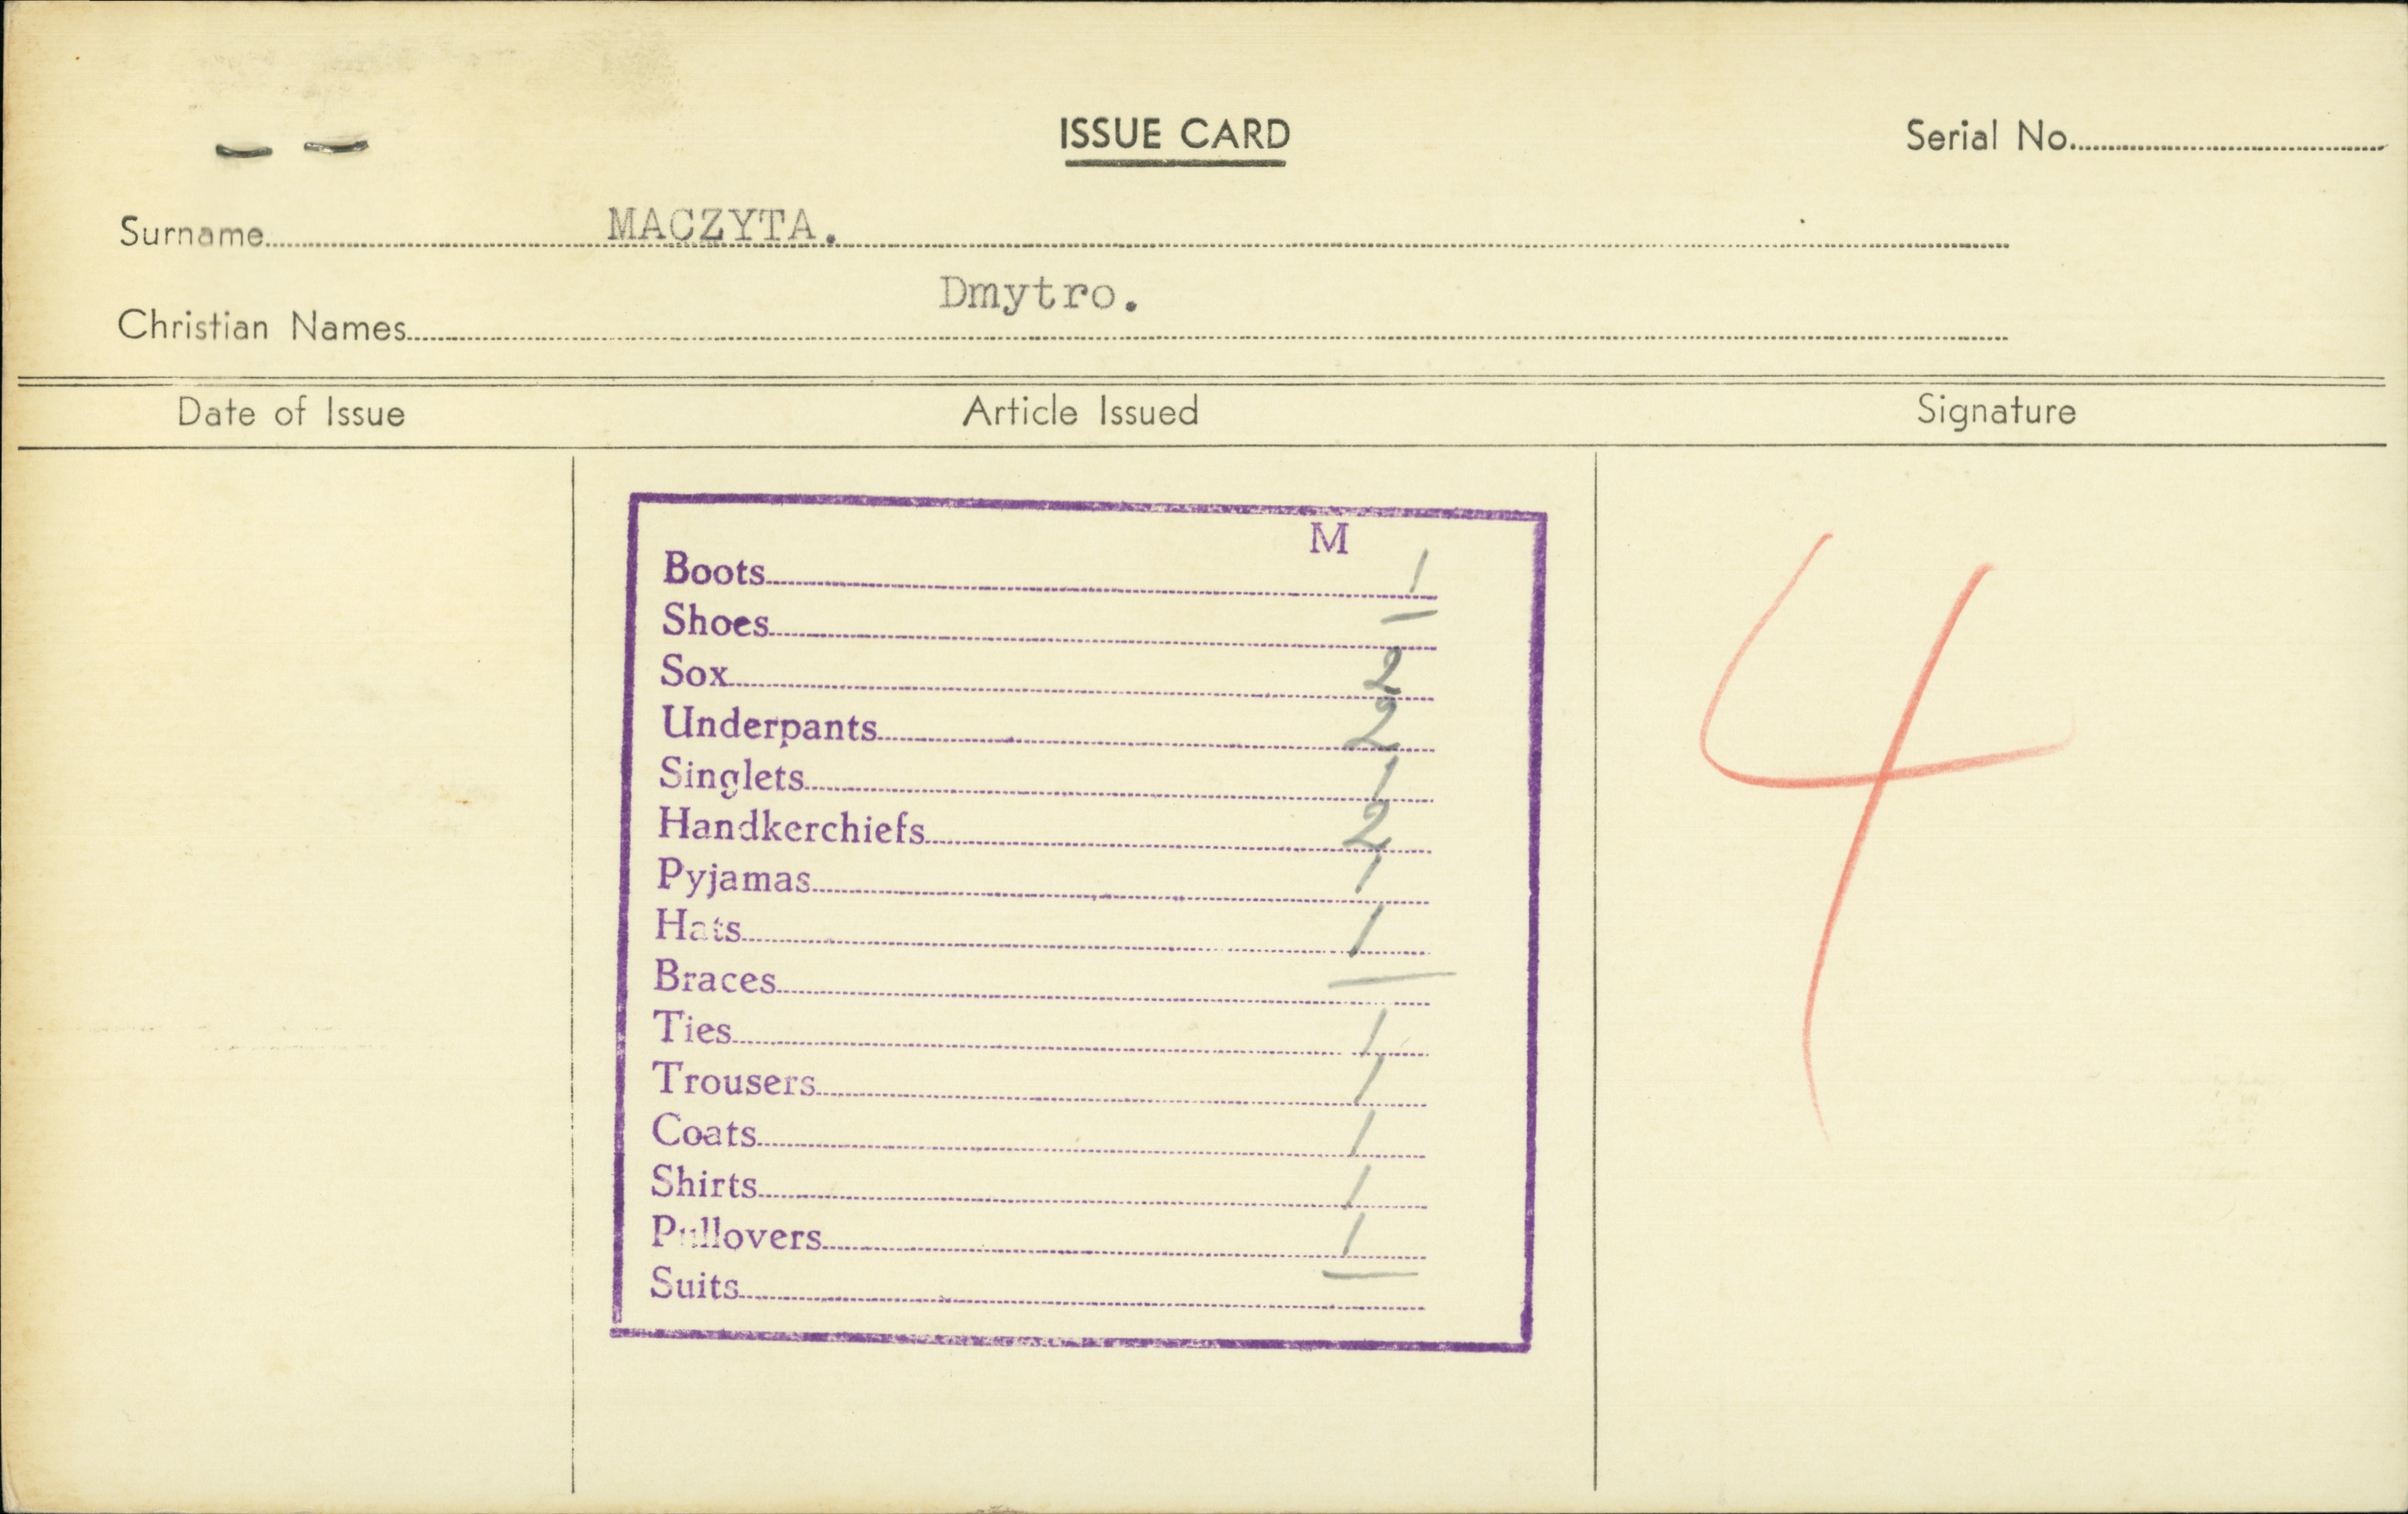 ISSUE CARD
Serial No.
Surname MACZYTA.
Dmytro.
Christian Names
Date of Issue Article Issued Signature
M
Boots 1
Shoes —
Sox 2
Underpants 2
Singlets 1
Handkerchiefs 2
Pyjamas 1
Hats 1
Braces —
Ties 1
Trousers 1
Coats 1
Shirts 1
Pullovers 1
Suits —
4